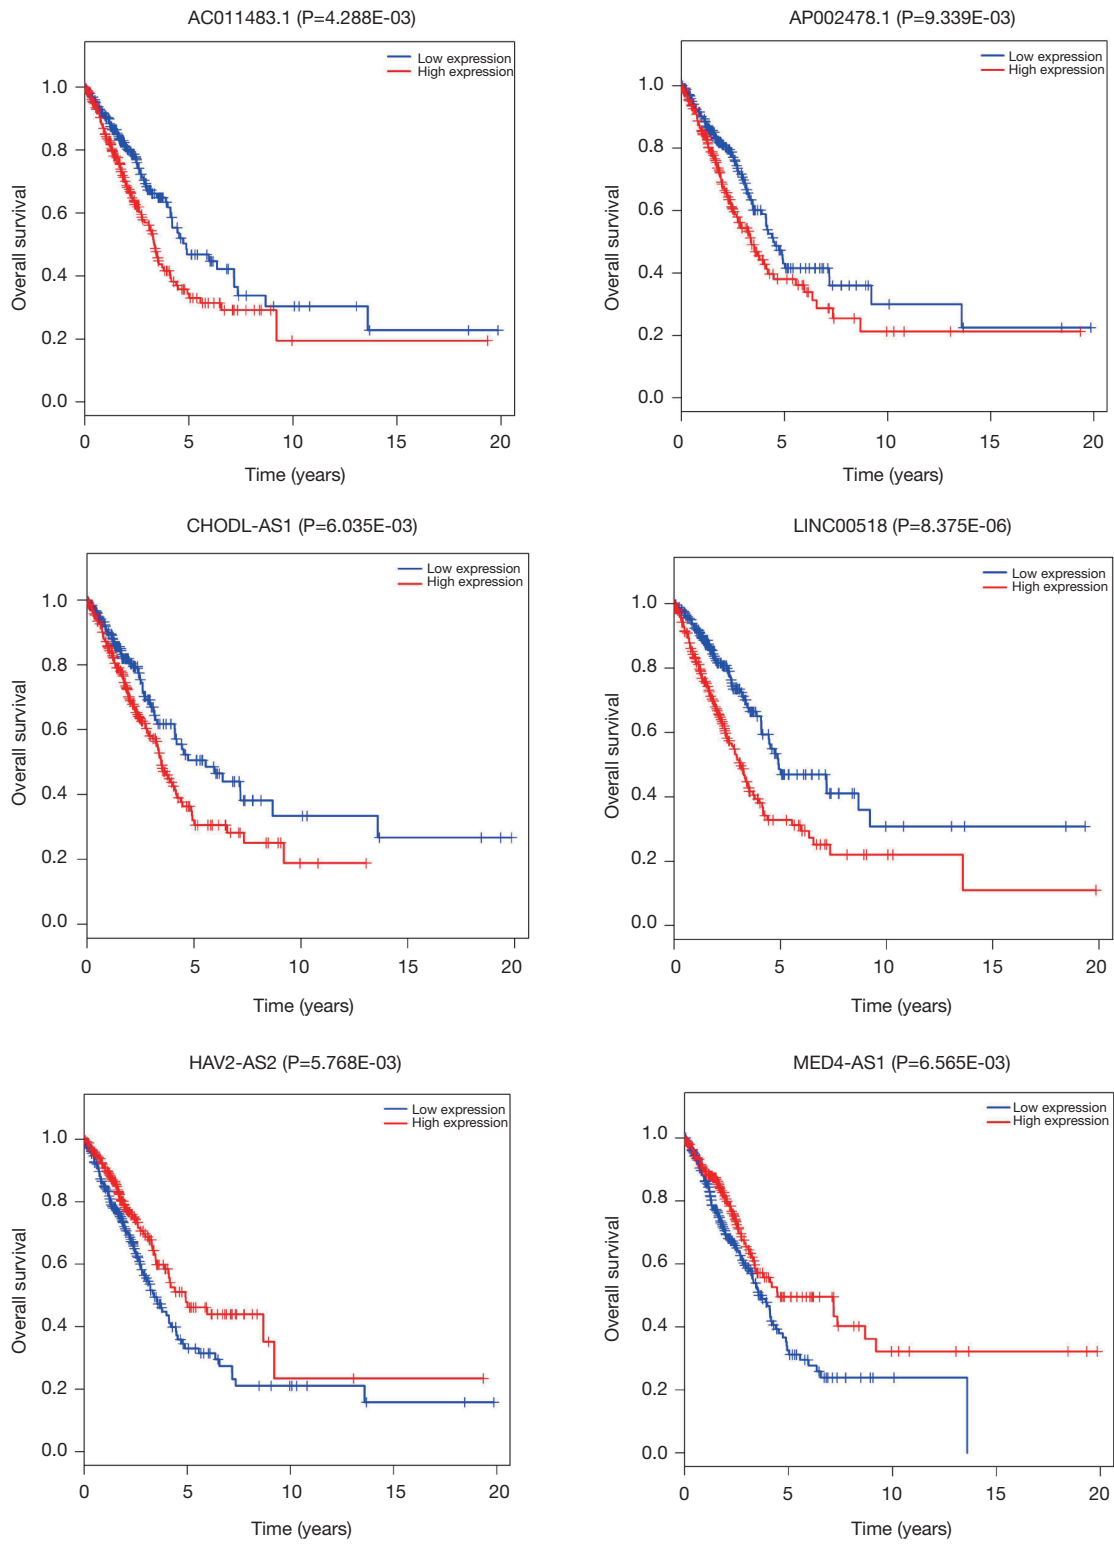 AC011483.1 (P=4.288E-03)
Low expression
High expression
Overall survival
1.0
0.8
0.6
0.4
0.2
0.0
0 5 10 15 20
Time (years)
AP002478.1 (P=9.339E-03)
Low expression
High expression
Overall survival
1.0
0.8
0.6
0.4
0.2
0.0
0 5 10 15 20
Time (years)
CHODL-AS1 (P=6.035E-03)
Low expression
High expression
Overall survival
1.0
0.8
0.6
0.4
0.2
0.0
0 5 10 15 20
Time (years)
LINC00518 (P=8.375E-06)
Low expression
High expression
Overall survival
1.0
0.8
0.6
0.4
0.2
0.0
0 5 10 15 20
Time (years)
HAV2-AS2 (P=5.768E-03)
Low expression
High expression
Overall survival
1.0
0.8
0.6
0.4
0.2
0.0
0 5 10 15 20
Time (years)
MED4-AS1 (P=6.565E-03)
Low expression
High expression
Overall survival
1.0
0.8
0.6
0.4
0.2
0.0
0 5 10 15 20
Time (years)